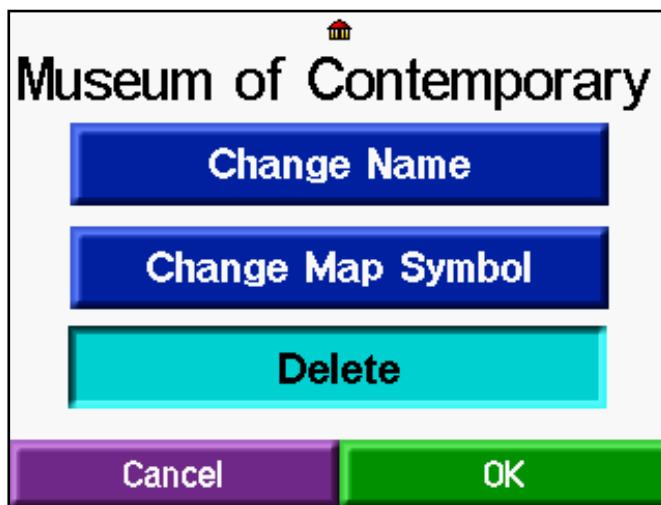 Museum of Contemporary
Change Name
Change Map Symbol
Delete
Cancel OK